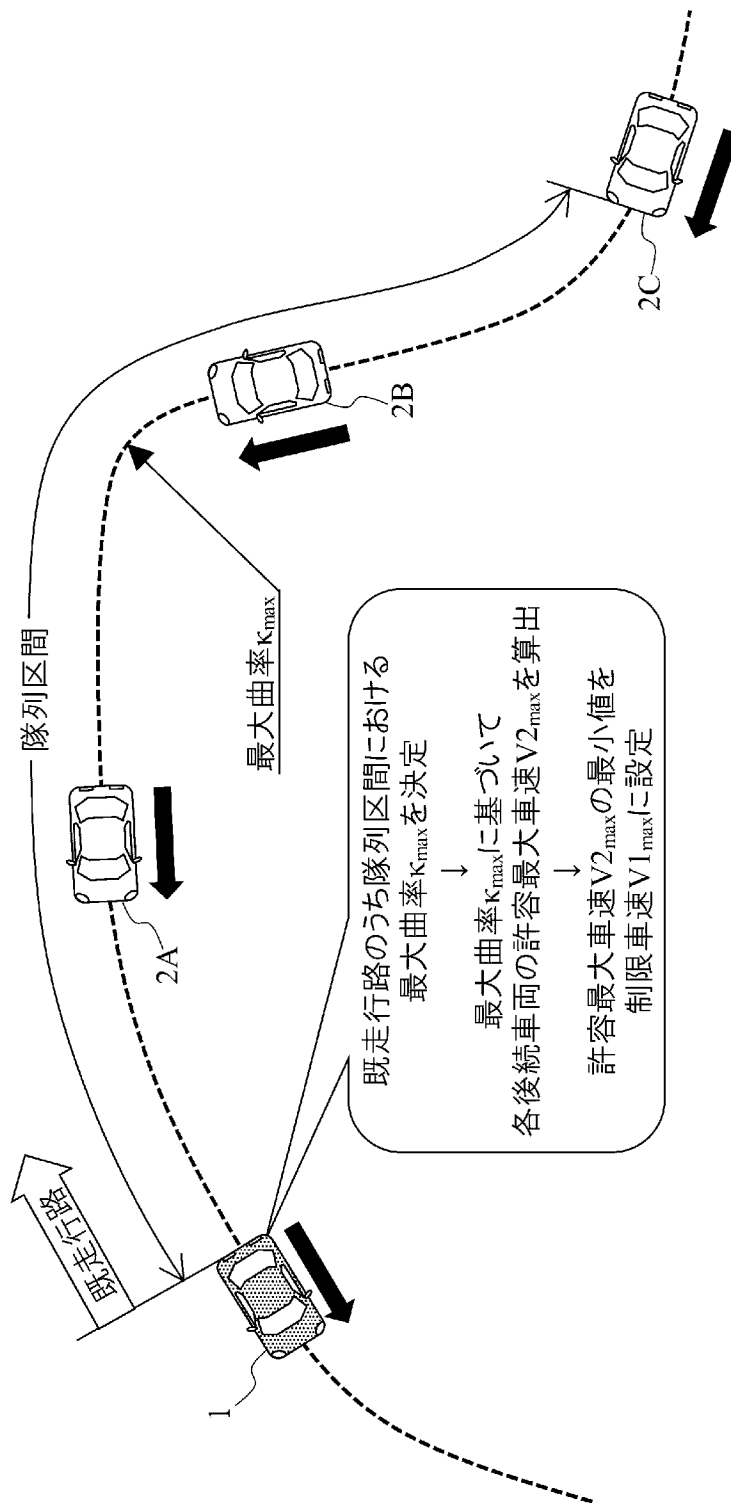 既走行路
隊列区間
最大曲率κmax
1
2A
2B
2C
既走行路のうち隊列区間における
最大曲率κmaxを決定
↓
最大曲率κmaxに基づいて
各後続車両の許容最大車速V2maxを算出
↓
許容最大車速V2maxの最小値を
制限車速V1maxに設定